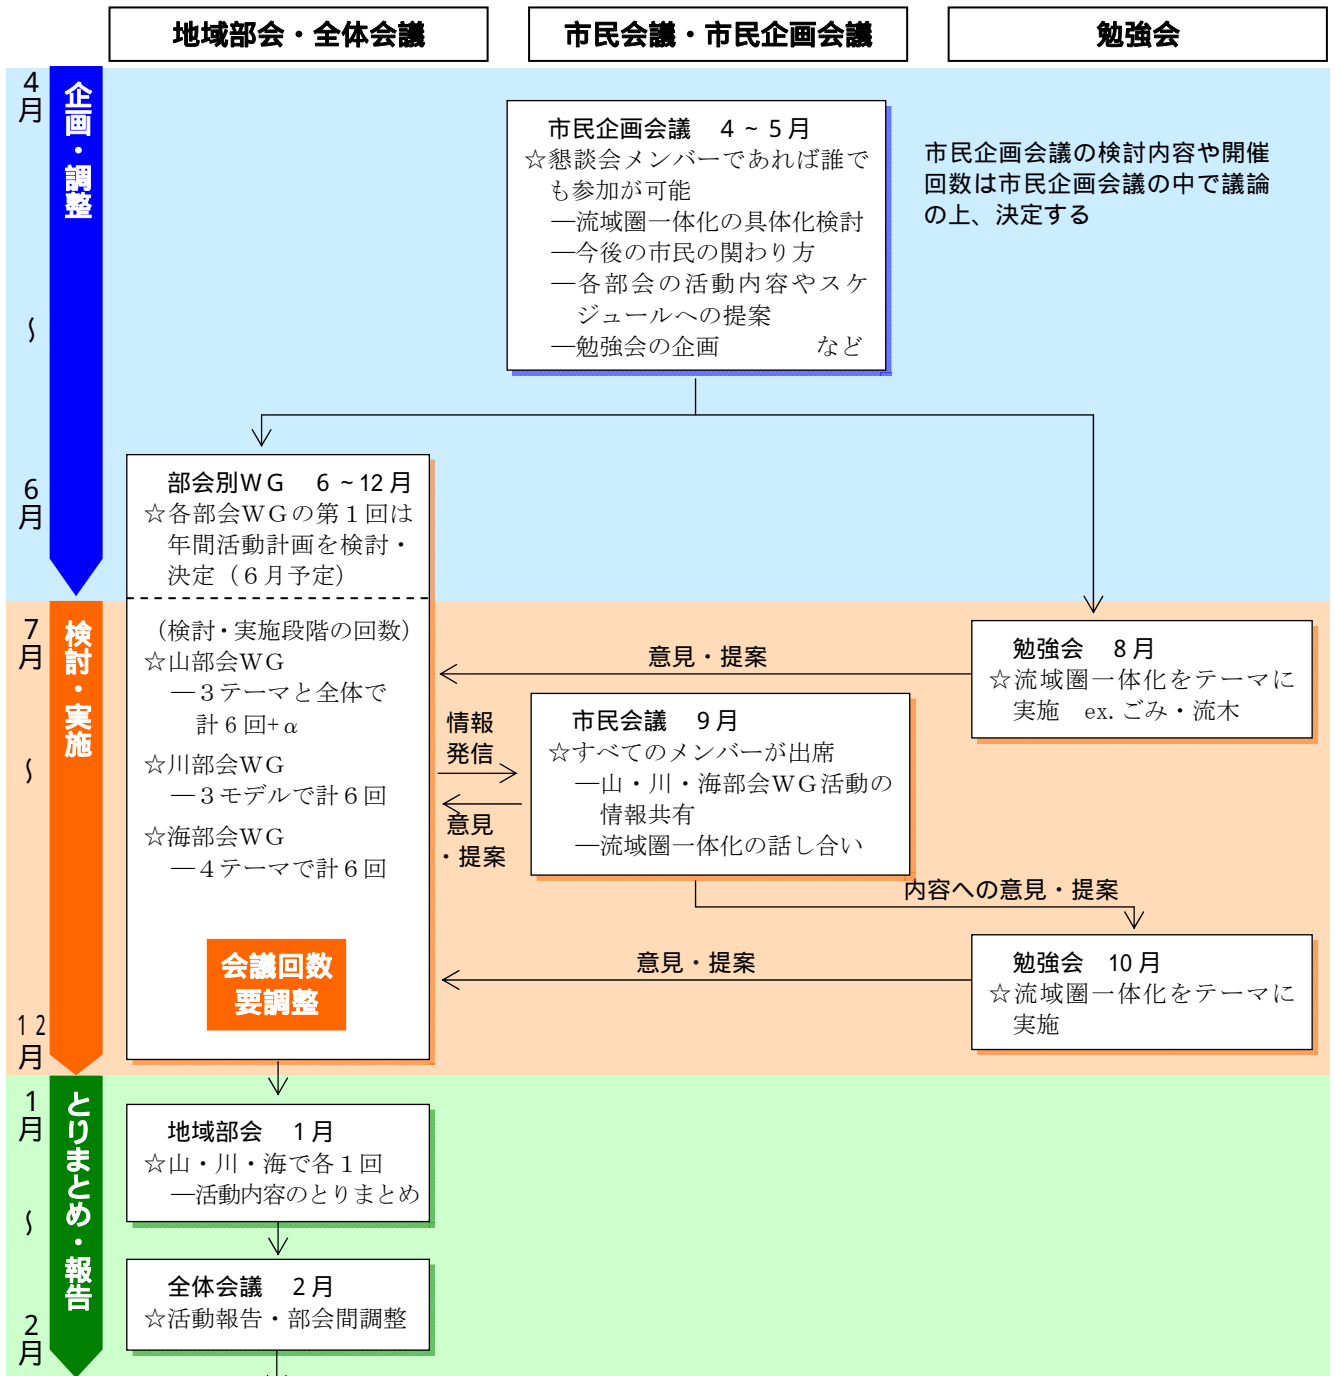 地域部会・全体会議
市民会議・市民企画会議
勉強会
4月
～
6月
企画・調整
市民企画会議　４～５月
☆懇談会メンバーであれば誰で
も参加が可能
―流域圏一体化の具体化検討
―今後の市民の関わり方
―各部会の活動内容やスケ
ジュールへの提案
―勉強会の企画　　　　など
市民企画会議の検討内容や開催
回数は市民企画会議の中で議論
の上、決定する
部会別ＷＧ　６～12月
☆各部会ＷＧの第１回は
年間活動計画を検討・
決定（６月予定）
7月
～
12月
検討・実施
（検討・実施段階の回数）
☆山部会ＷＧ
―３テーマと全体で
計６回+α
☆川部会ＷＧ
―３モデルで計６回
☆海部会ＷＧ
―４テーマで計６回
会議回数
要調整
意見・提案
勉強会　８月
☆流域圏一体化をテーマに
実施　ex.ごみ・流木
情報
発信
意見
・提案
市民会議　９月
☆すべてのメンバーが出席
―山・川・海部会ＷＧ活動の
情報共有
―流域圏一体化の話し合い
内容への意見・提案
意見・提案
勉強会　10月
☆流域圏一体化をテーマに
実施
1月
～
2月
とりまとめ・報告
地域部会　１月
☆山・川・海で各１回
―活動内容のとりまとめ
全体会議　２月
☆活動報告・部会間調整